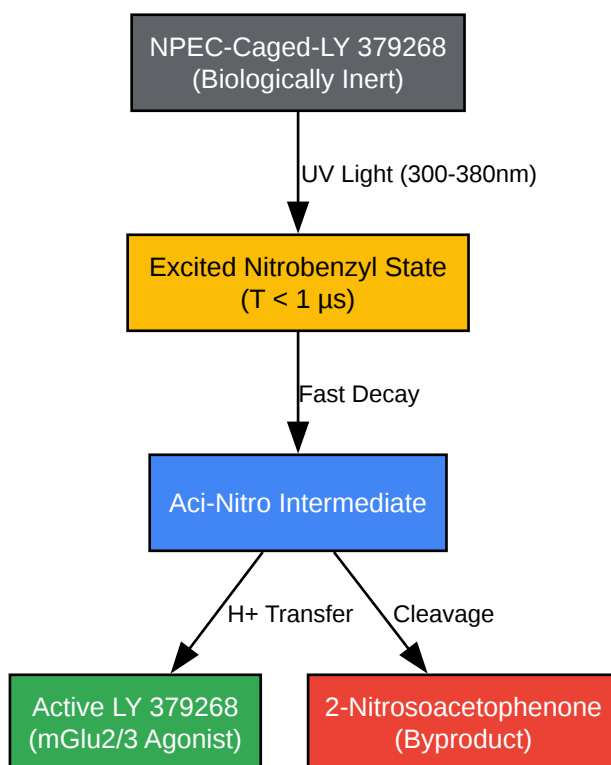 NPEC-Caged-LY 379268
(Biologically Inert)
UV Light (300-380nm)
Excited Nitrobenzyl State
(T < 1 µs)
Fast Decay
Aci-Nitro Intermediate
H+ Transfer
Cleavage
Active LY 379268
(mGlu2/3 Agonist)
2-Nitrosoacetophenone
(Byproduct)